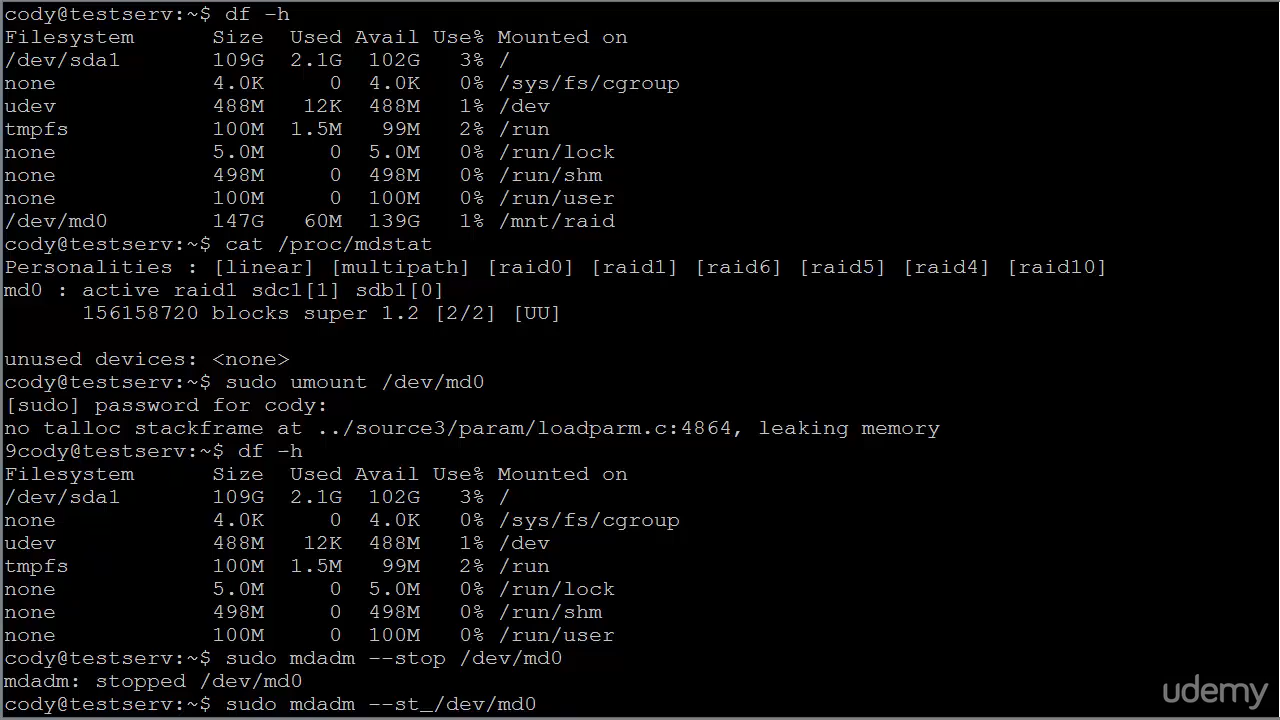 cody@testserv:~$ df -h
Filesystem      Size  Used Avail Use% Mounted on
/dev/sda1       109G  2.1G  102G   3% /
none            4.0K     0  4.0K   0% /sys/fs/cgroup
udev            488M   12K  488M   1% /dev
tmpfs           100M  1.5M   99M   2% /run
none            5.0M     0  5.0M   0% /run/lock
none            498M     0  498M   0% /run/shm
none            100M     0  100M   0% /run/user
/dev/md0        147G   60M  139G   1% /mnt/raid
cody@testserv:~$ cat /proc/mdstat
Personalities : [linear] [multipath] [raid0] [raid1] [raid6] [raid5] [raid4] [raid10]
md0 : active raid1 sdc1[1] sdb1[0]
      156158720 blocks super 1.2 [2/2] [UU]

unused devices: <none>
cody@testserv:~$ sudo umount /dev/md0
[sudo] password for cody:
no talloc stackframe at ../source3/param/loadparm.c:4864, leaking memory
9cody@testserv:~$ df -h
Filesystem      Size  Used Avail Use% Mounted on
/dev/sda1       109G  2.1G  102G   3% /
none            4.0K     0  4.0K   0% /sys/fs/cgroup
udev            488M   12K  488M   1% /dev
tmpfs           100M  1.5M   99M   2% /run
none            5.0M     0  5.0M   0% /run/lock
none            498M     0  498M   0% /run/shm
none            100M     0  100M   0% /run/user
cody@testserv:~$ sudo mdadm --stop /dev/md0
mdadm: stopped /dev/md0
cody@testserv:~$ sudo mdadm --st_/dev/md0
udemy